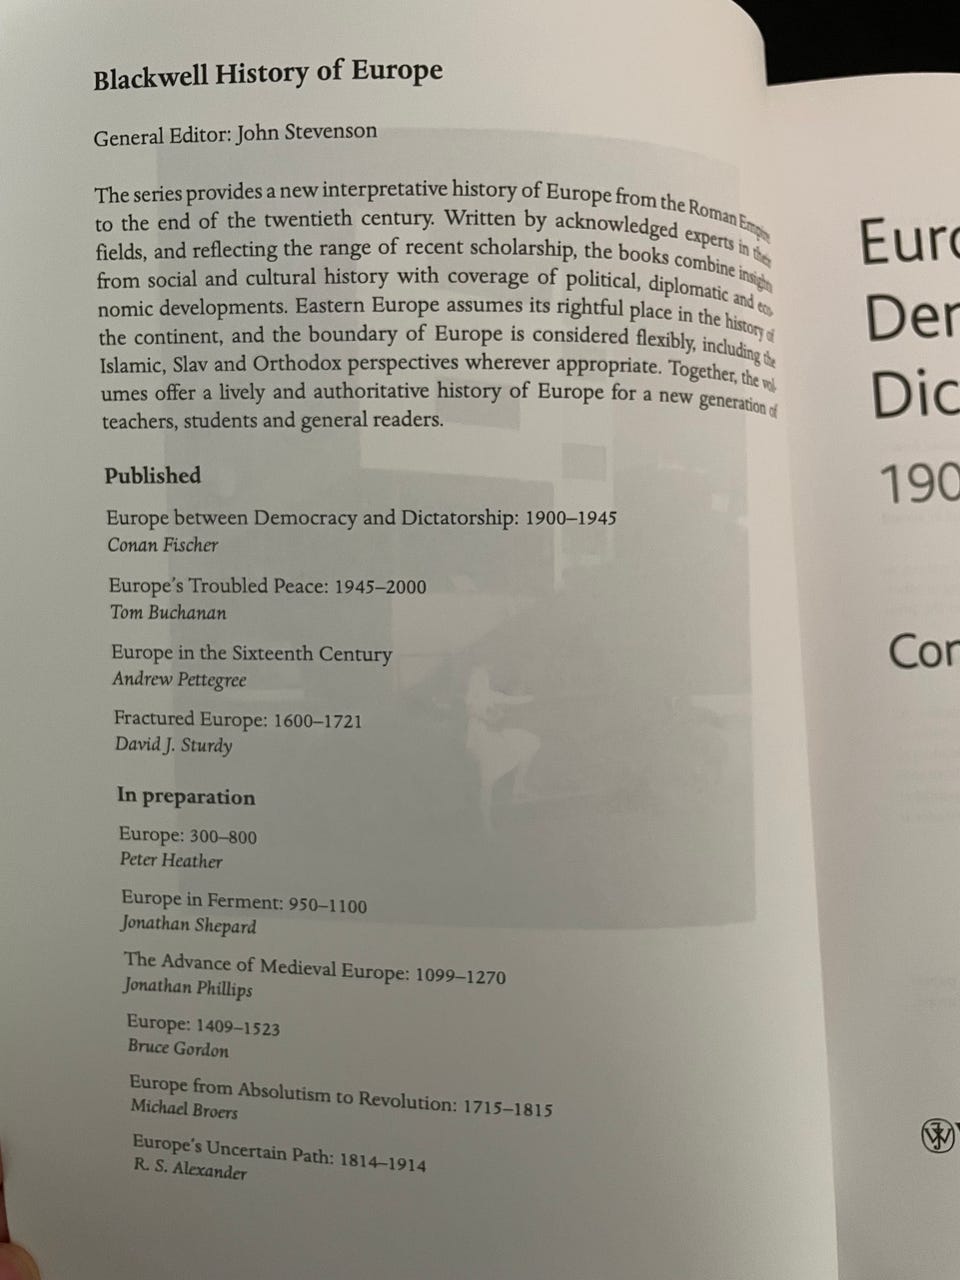 Blackwell History of Europe
General Editor: John Stevenson
The series provides a new interpretative history of Europe from the Roman Empire
to the end of the twentieth century. Written by acknowledged experts in their
fields, and reflecting the range of recent scholarship, the books combine insights
from social and cultural history with coverage of political, diplomatic and eco-
nomic developments. Eastern Europe assumes its rightful place in the history of
the continent, and the boundary of Europe is considered flexibly, including the
Islamic, Slav and Orthodox perspectives wherever appropriate. Together, the vol-
umes offer a lively and authoritative history of Europe for a new generation of
teachers, students and general readers.
Published
Europe between Democracy and Dictatorship: 1900–1945
Conan Fischer
Europe's Troubled Peace: 1945–2000
Tom Buchanan
Europe in the Sixteenth Century
Andrew Pettegree
Fractured Europe: 1600–1721
David J. Sturdy
In preparation
Europe: 300–800
Peter Heather
Europe in Ferment: 950–1100
Jonathan Shepard
The Advance of Medieval Europe: 1099–1270
Jonathan Phillips
Europe: 1409–1523
Bruce Gordon
Europe from Absolutism to Revolution: 1715–1815
Michael Broers
Europe's Uncertain Path: 1814–1914
R. S. Alexander
Euro
Der
Dic
190
Con